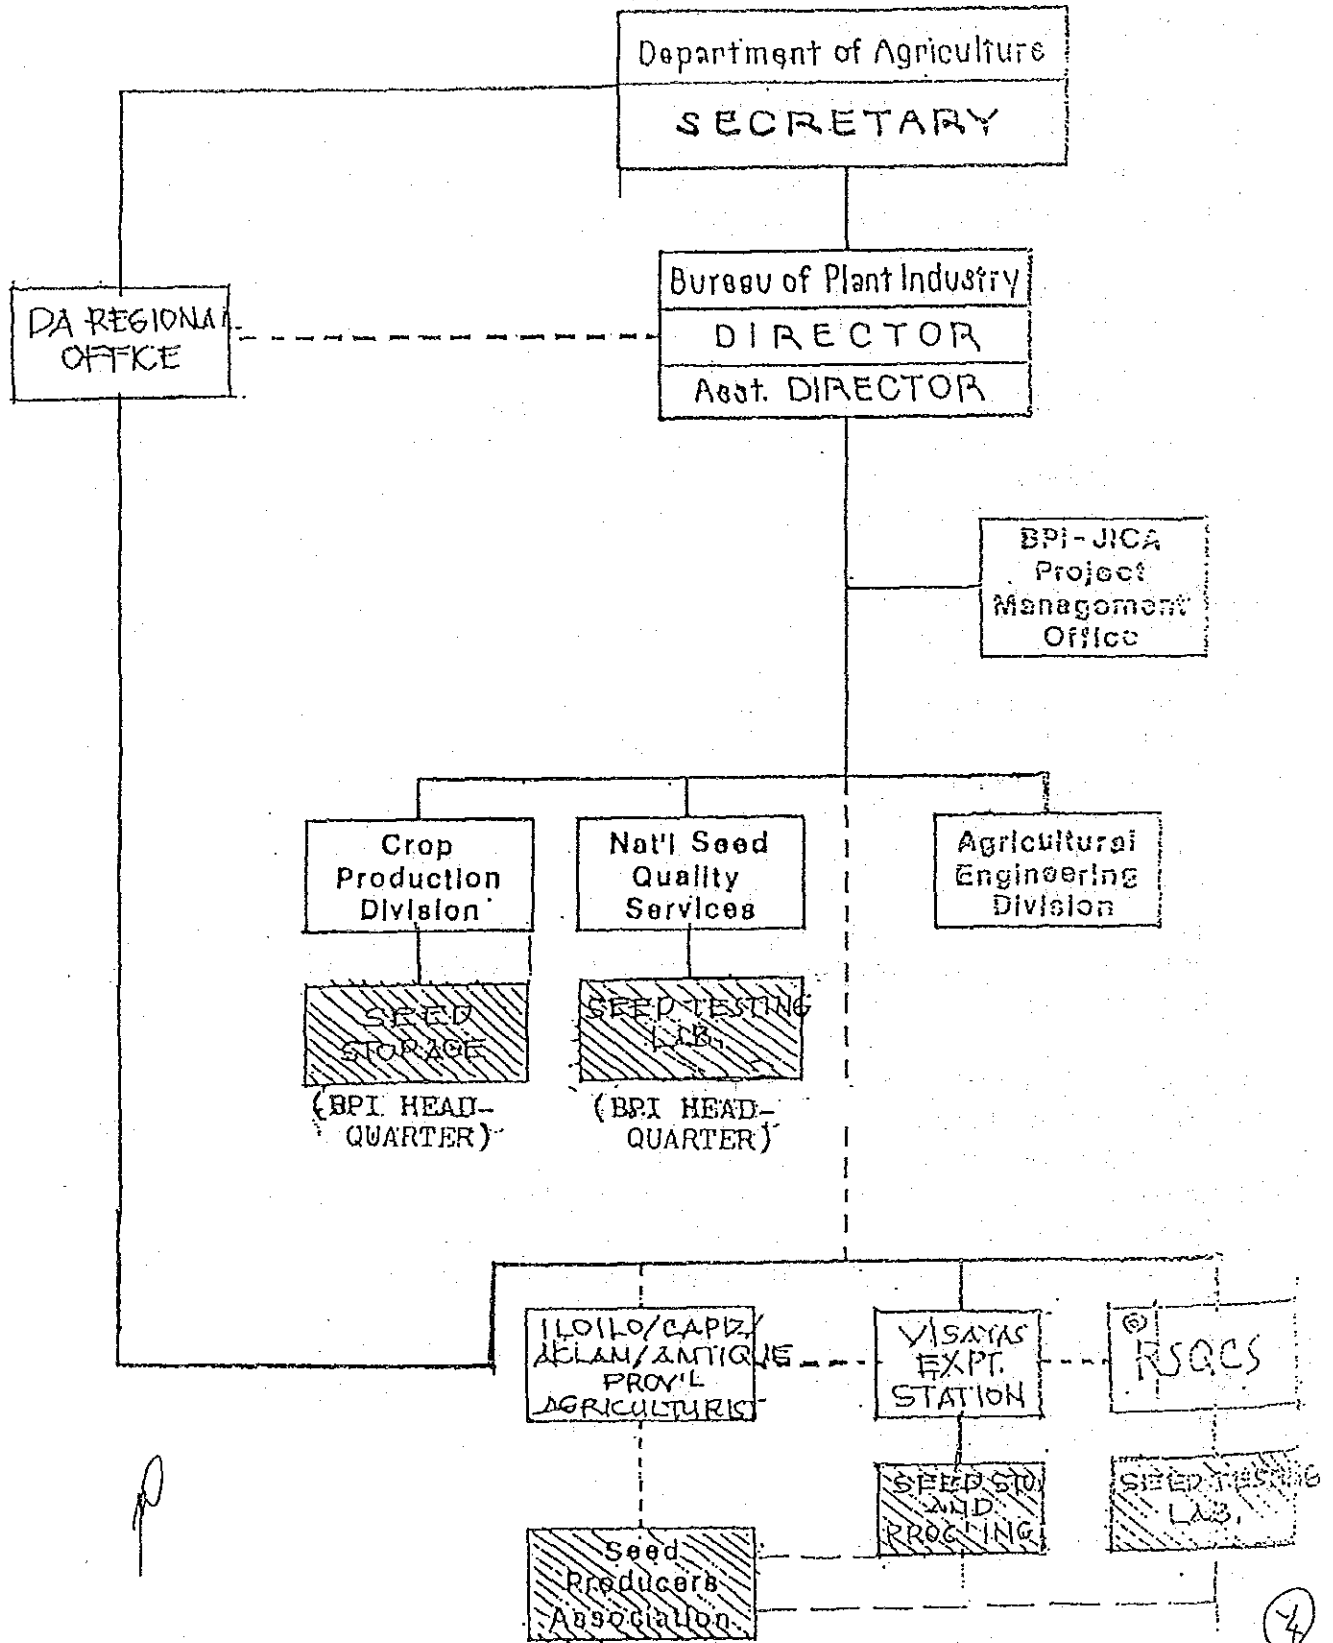 Department of Agriculture
SECRETARY
Bureau of Plant Industry
DIRECTOR
Asst. DIRECTOR
DA REGIONAL
OFFICE
BPI-JICA
Project
Management
Office
Crop
Production
Division
Nat'l Seed
Quality
Services
Agricultural
Engineering
Division
SEED
STORAGE
(BPI HEAD-
QUARTER)
SEED TESTING
LAB.
(BPI HEAD-
QUARTER)
ILOILO/CAPIZ/
AKLAN/ANTIQUE
PROV'L
AGRICULTURIST
VISAYAS
EXPT.
STATION
RSQCS
SEED STO.
AND
PROC'ING
SEED TESTING
LAB.
Seed
Producers
Association